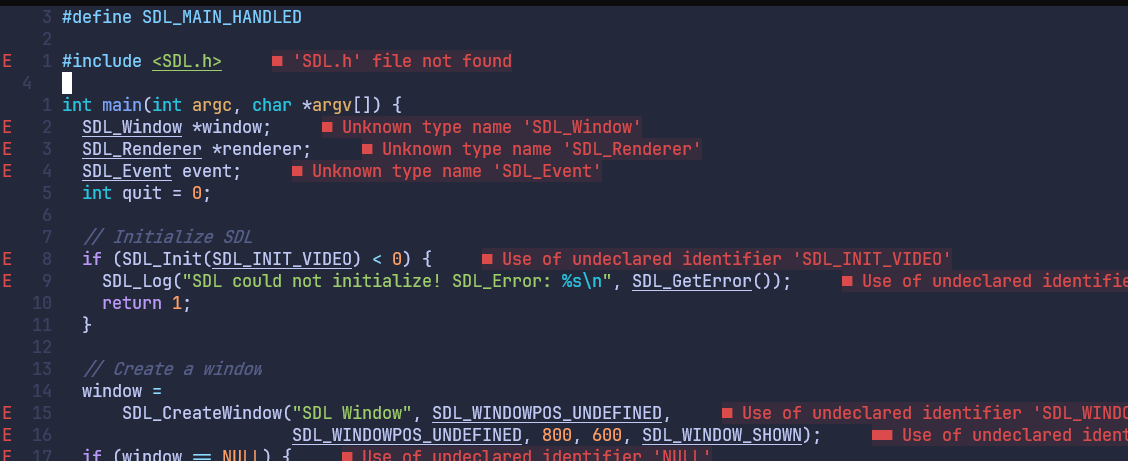 3 #define SDL_MAIN_HANDLED
2
E 1 #include <SDL.h> ■ 'SDL.h' file not found
4
1 int main(int argc, char *argv[]) {
E 2 SDL_Window *window; ■ Unknown type name 'SDL_Window'
E 3 SDL_Renderer *renderer; ■ Unknown type name 'SDL_Renderer'
E 4 SDL_Event event; ■ Unknown type name 'SDL_Event'
5 int quit = 0;
6
7 // Initialize SDL
E 8 if (SDL_Init(SDL_INIT_VIDEO) < 0) { ■ Use of undeclared identifier 'SDL_INIT_VIDEO'
E 9 SDL_Log("SDL could not initialize! SDL_Error: %s\n", SDL_GetError()); ■ Use of undeclared identifie
10 return 1;
11 }
12
13 // Create a window
14 window =
E 15 SDL_CreateWindow("SDL Window", SDL_WINDOWPOS_UNDEFINED, ■ Use of undeclared identifier 'SDL_WINDO
E 16 SDL_WINDOWPOS_UNDEFINED, 800, 600, SDL_WINDOW_SHOWN); ■■ Use of undeclared ident
E 17 if (window == NULL) { ■ Use of undeclared identifier 'NULL'